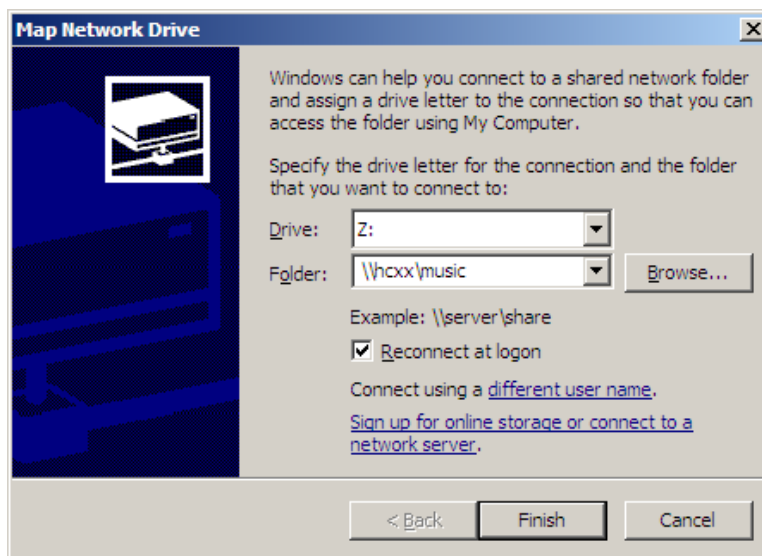 Map Network Drive
Windows can help you connect to a shared network folder
and assign a drive letter to the connection so that you can
access the folder using My Computer.
Specify the drive letter for the connection and the folder
that you want to connect to:
Drive: Z:
Folder: \\hcxx\music Browse...
Example: \\server\share
Reconnect at logon
Connect using a different user name.
Sign up for online storage or connect to a
network server.
< Back Finish Cancel